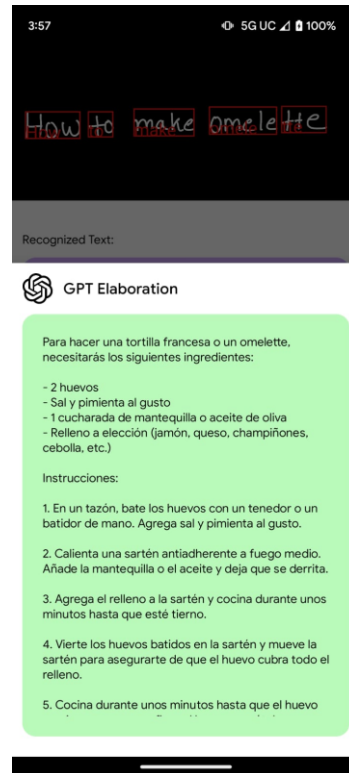 3:57 5G UC 100%
How to make omelette
Recognized Text:
GPT Elaboration
Para hacer una tortilla francesa o un omelette,
necesitarás los siguientes ingredientes:
- 2 huevos
- Sal y pimienta al gusto
- 1 cucharada de mantequilla o aceite de oliva
- Relleno a elección (jamón, queso, champiñones,
cebolla, etc.)
Instrucciones:
1. En un tazón, bate los huevos con un tenedor o un
batidor de mano. Agrega sal y pimienta al gusto.
2. Calienta una sartén antiadherente a fuego medio.
Añade la mantequilla o el aceite y deja que se derrita.
3. Agrega el relleno a la sartén y cocina durante unos
minutos hasta que esté tierno.
4. Vierte los huevos batidos en la sartén y mueve la
sartén para asegurarte de que el huevo cubra todo el
relleno.
5. Cocina durante unos minutos hasta que el huevo